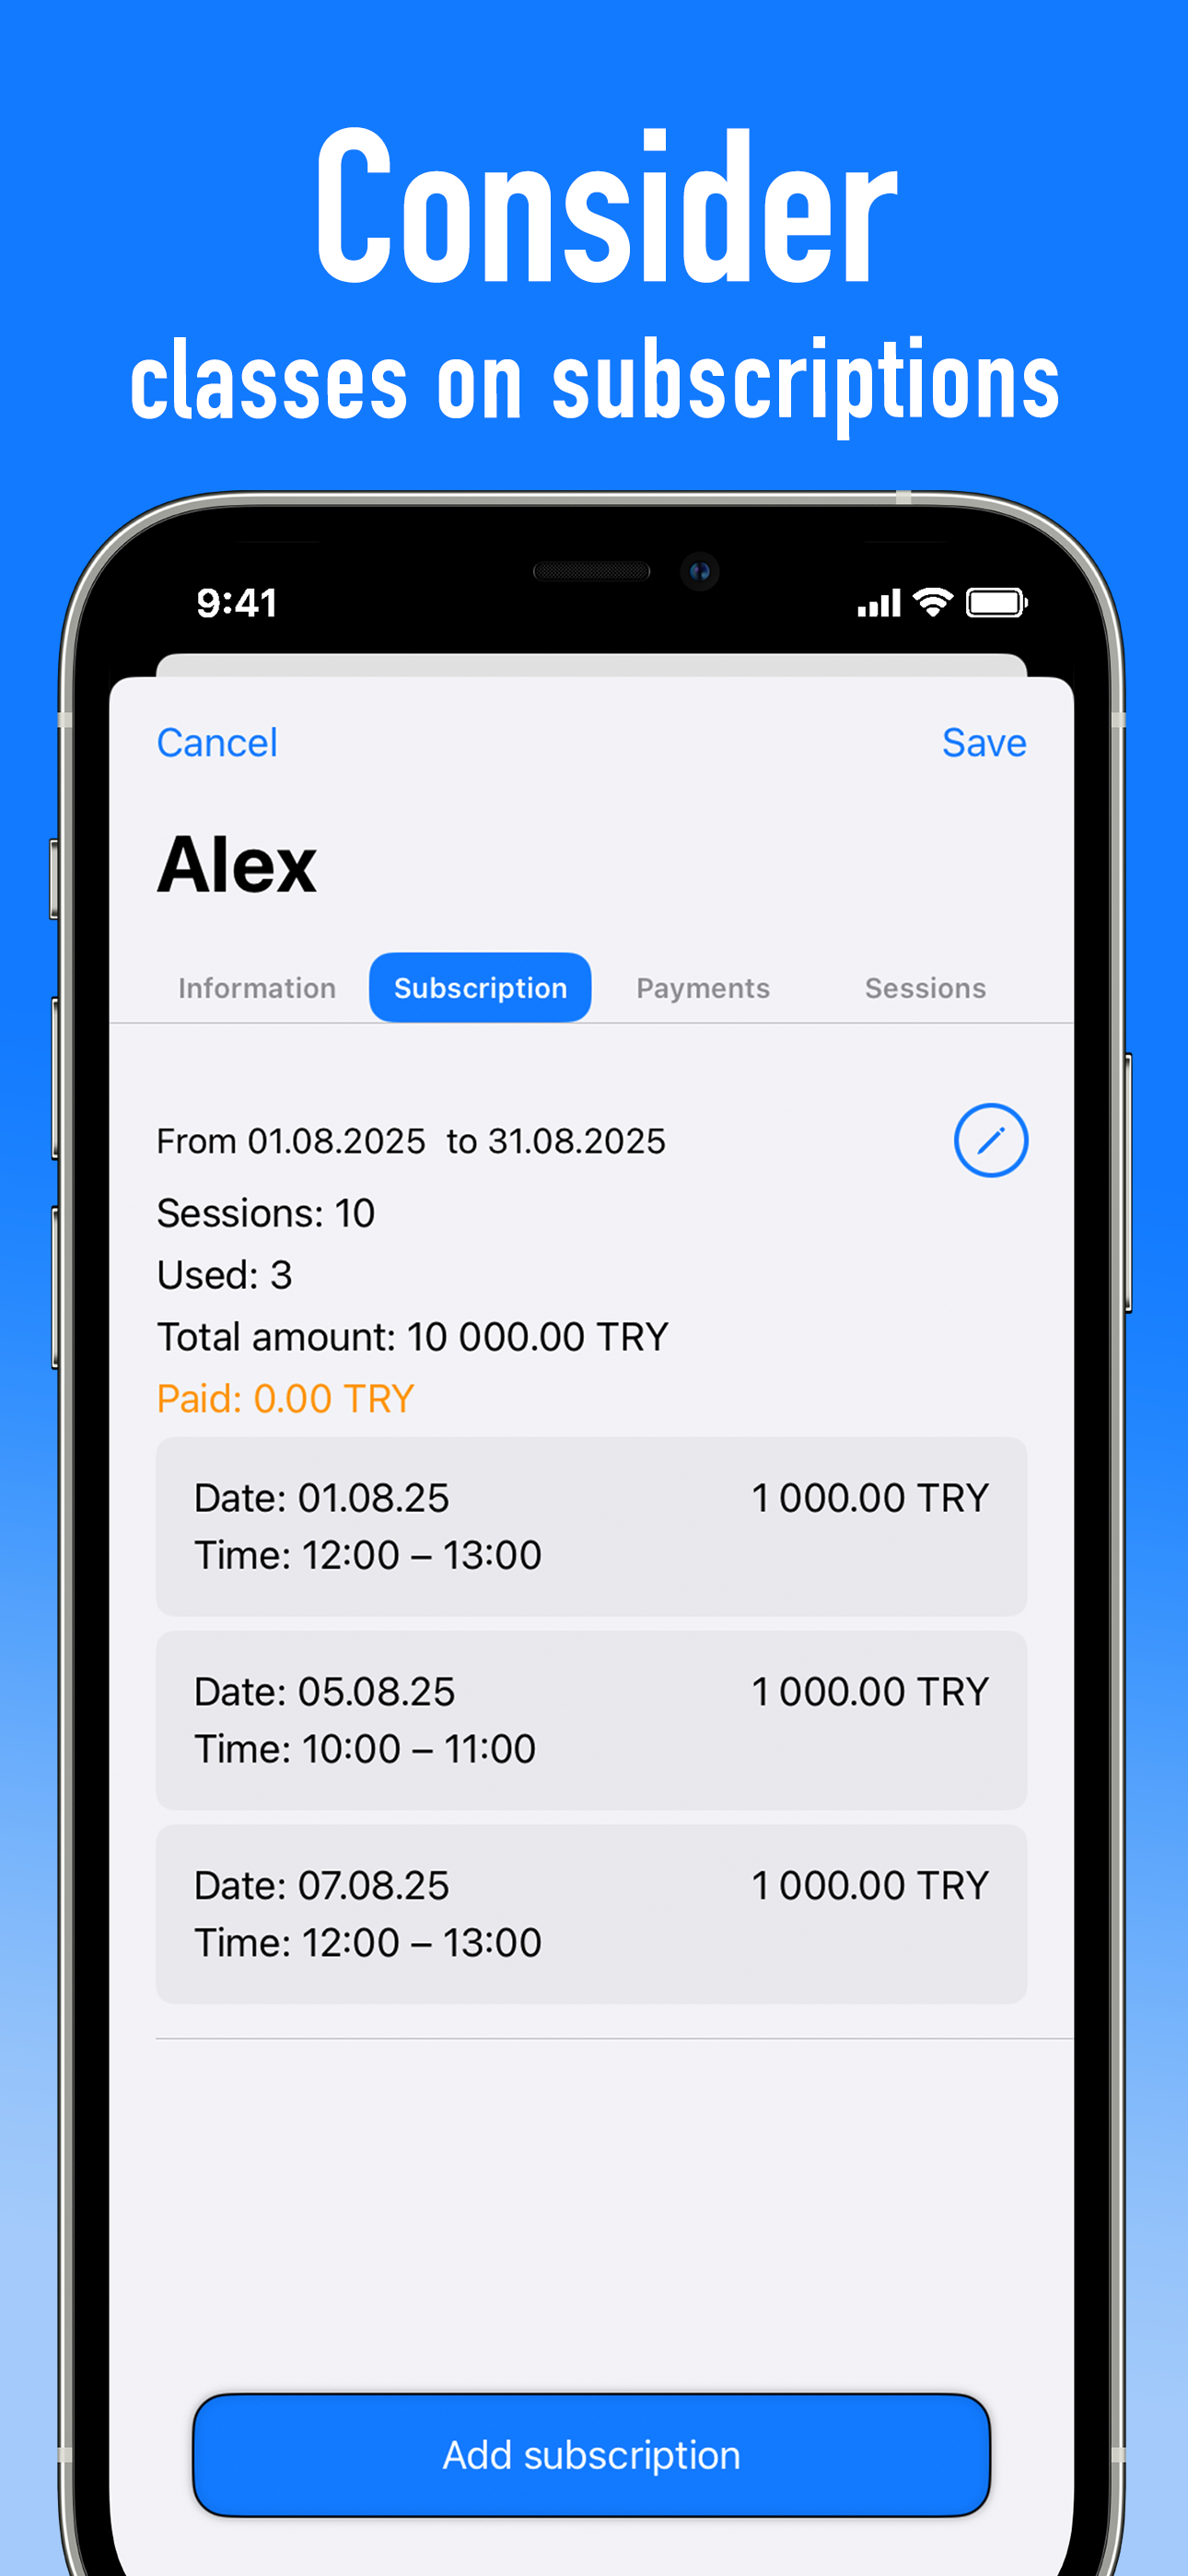 Consider
classes on subscriptions
9:41
Cancel
Save
Alex
Information
Subscription
Payments
Sessions
From 01.08.2025  to 31.08.2025
Sessions: 10
Used: 3
Total amount: 10 000.00 TRY
Paid: 0.00 TRY
Date: 01.08.25
1 000.00 TRY
Time: 12:00 – 13:00
Date: 05.08.25
1 000.00 TRY
Time: 10:00 – 11:00
Date: 07.08.25
1 000.00 TRY
Time: 12:00 – 13:00
Add subscription